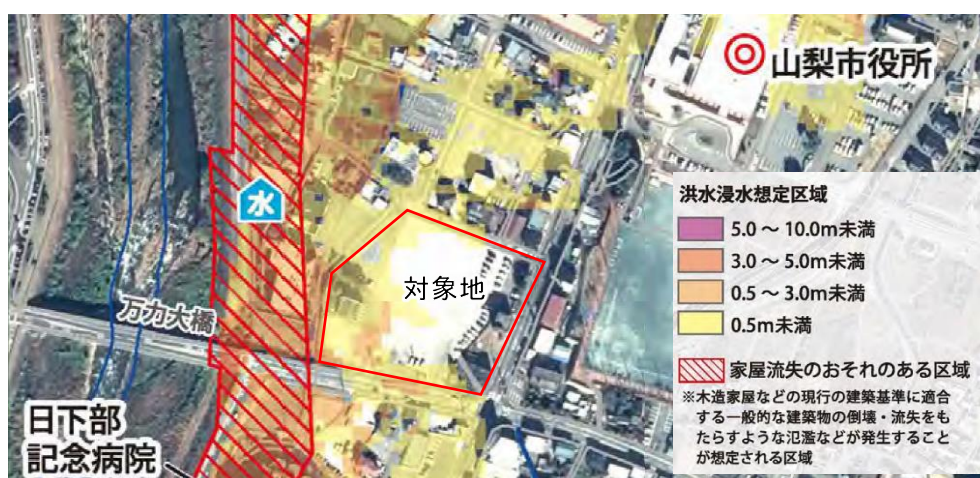 山梨市役所
水
対象地
万力大橋
日下部
記念病院
洪水浸水想定区域
5.0 ～ 10.0m未満
3.0 ～ 5.0m未満
0.5 ～ 3.0m未満
0.5m未満
家屋流失のおそれのある区域
※木造家屋などの現行の建築基準に適合
する一般的な建築物の倒壊・流失をも
たらすような氾濫などが発生すること
が想定される区域